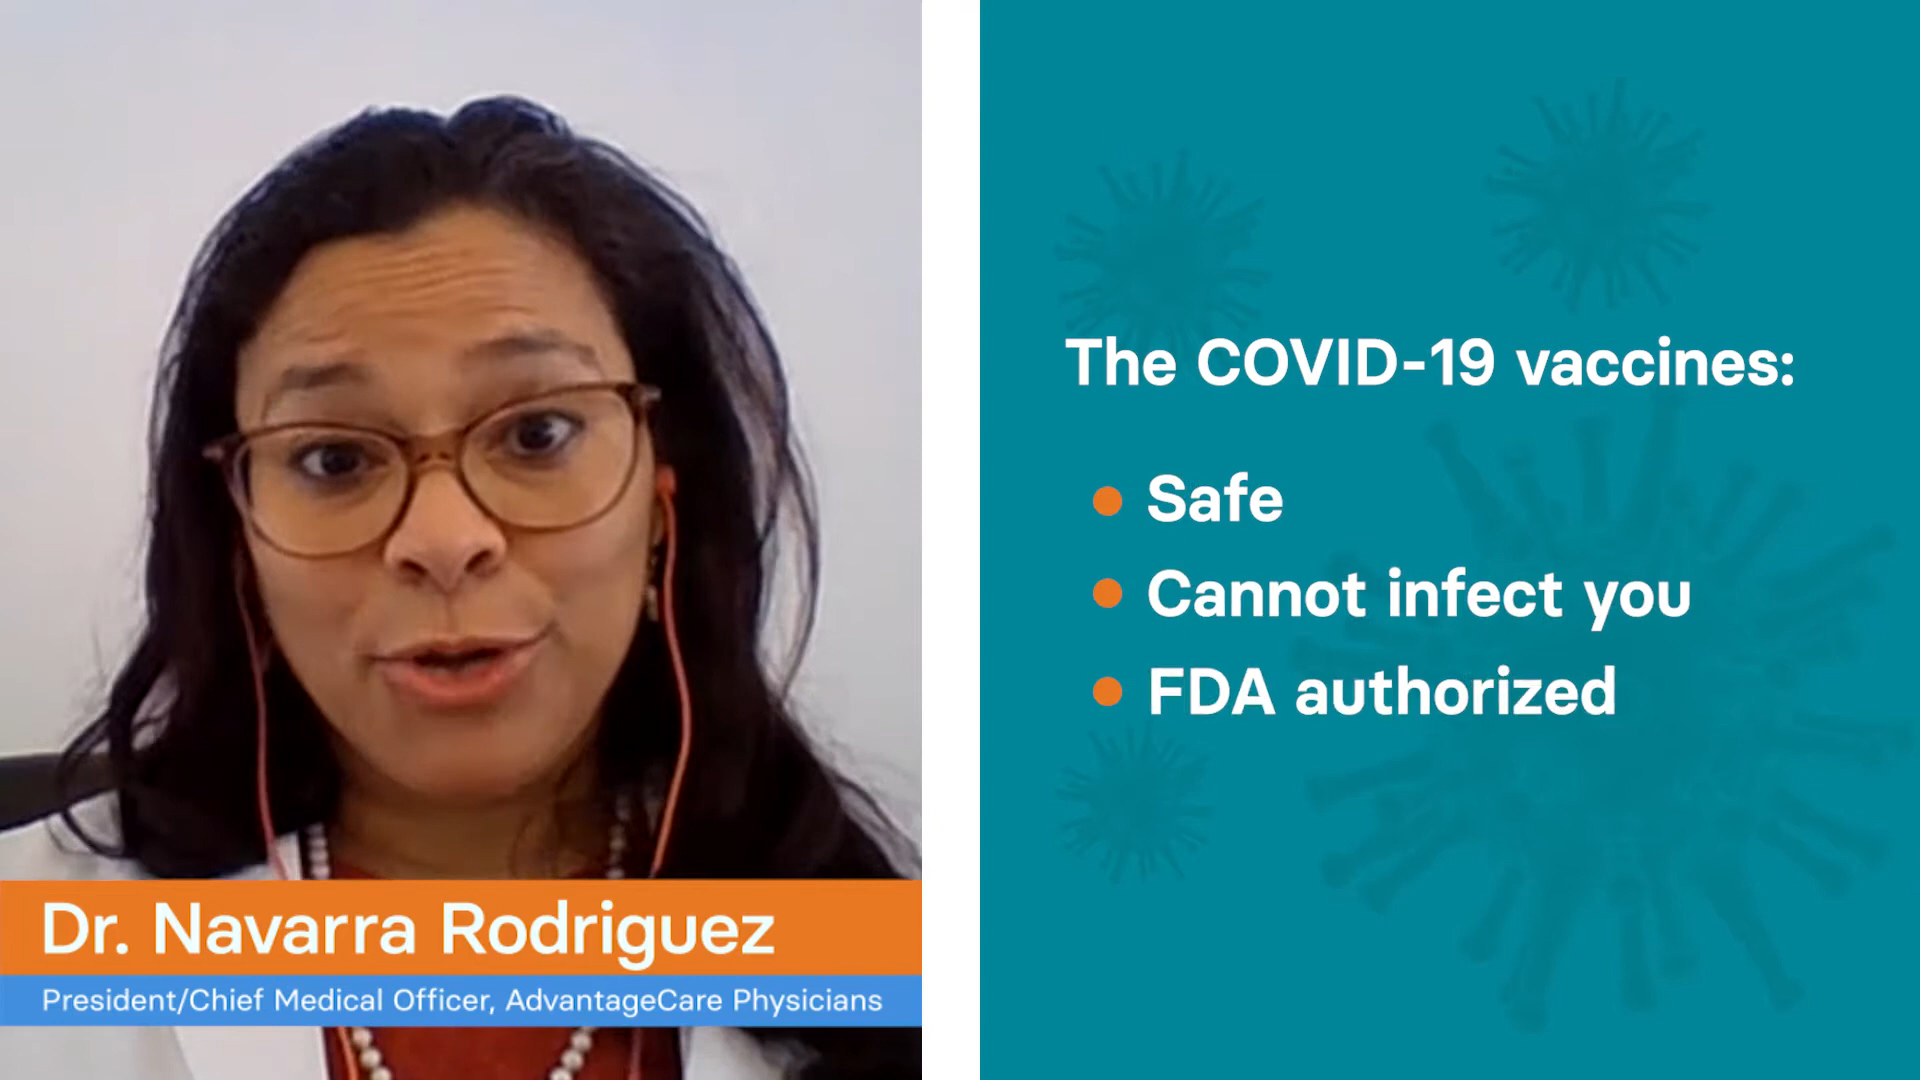 Dr. Navarra Rodriguez
President/Chief Medical Officer, AdvantageCare Physicians
The COVID-19 vaccines:
Safe
Cannot infect you
FDA authorized